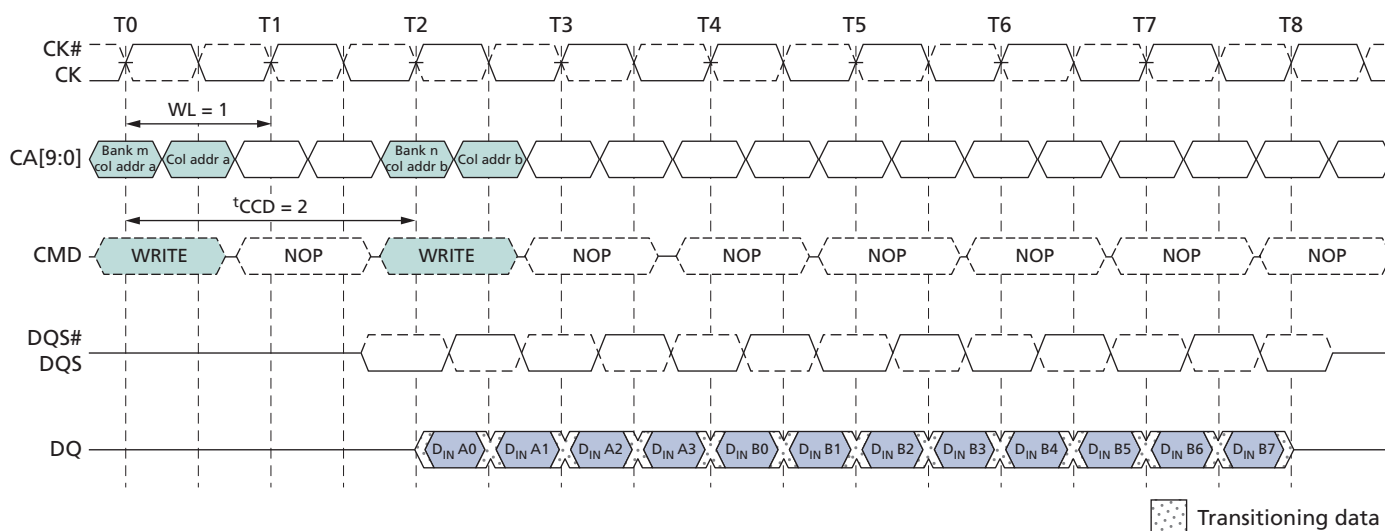 T0 T1 T2 T3 T4 T5 T6 T7 T8
CK#
CK
WL = 1
CA[9:0]
Bank m col addr a
Col addr a
Bank n col addr b
Col addr b
tCCD = 2
CMD
WRITE NOP WRITE NOP NOP NOP NOP NOP NOP
DQS#
DQS
DQ
DIN A0 DIN A1 DIN A2 DIN A3 DIN B0 DIN B1 DIN B2 DIN B3 DIN B4 DIN B5 DIN B6 DIN B7
Transitioning data